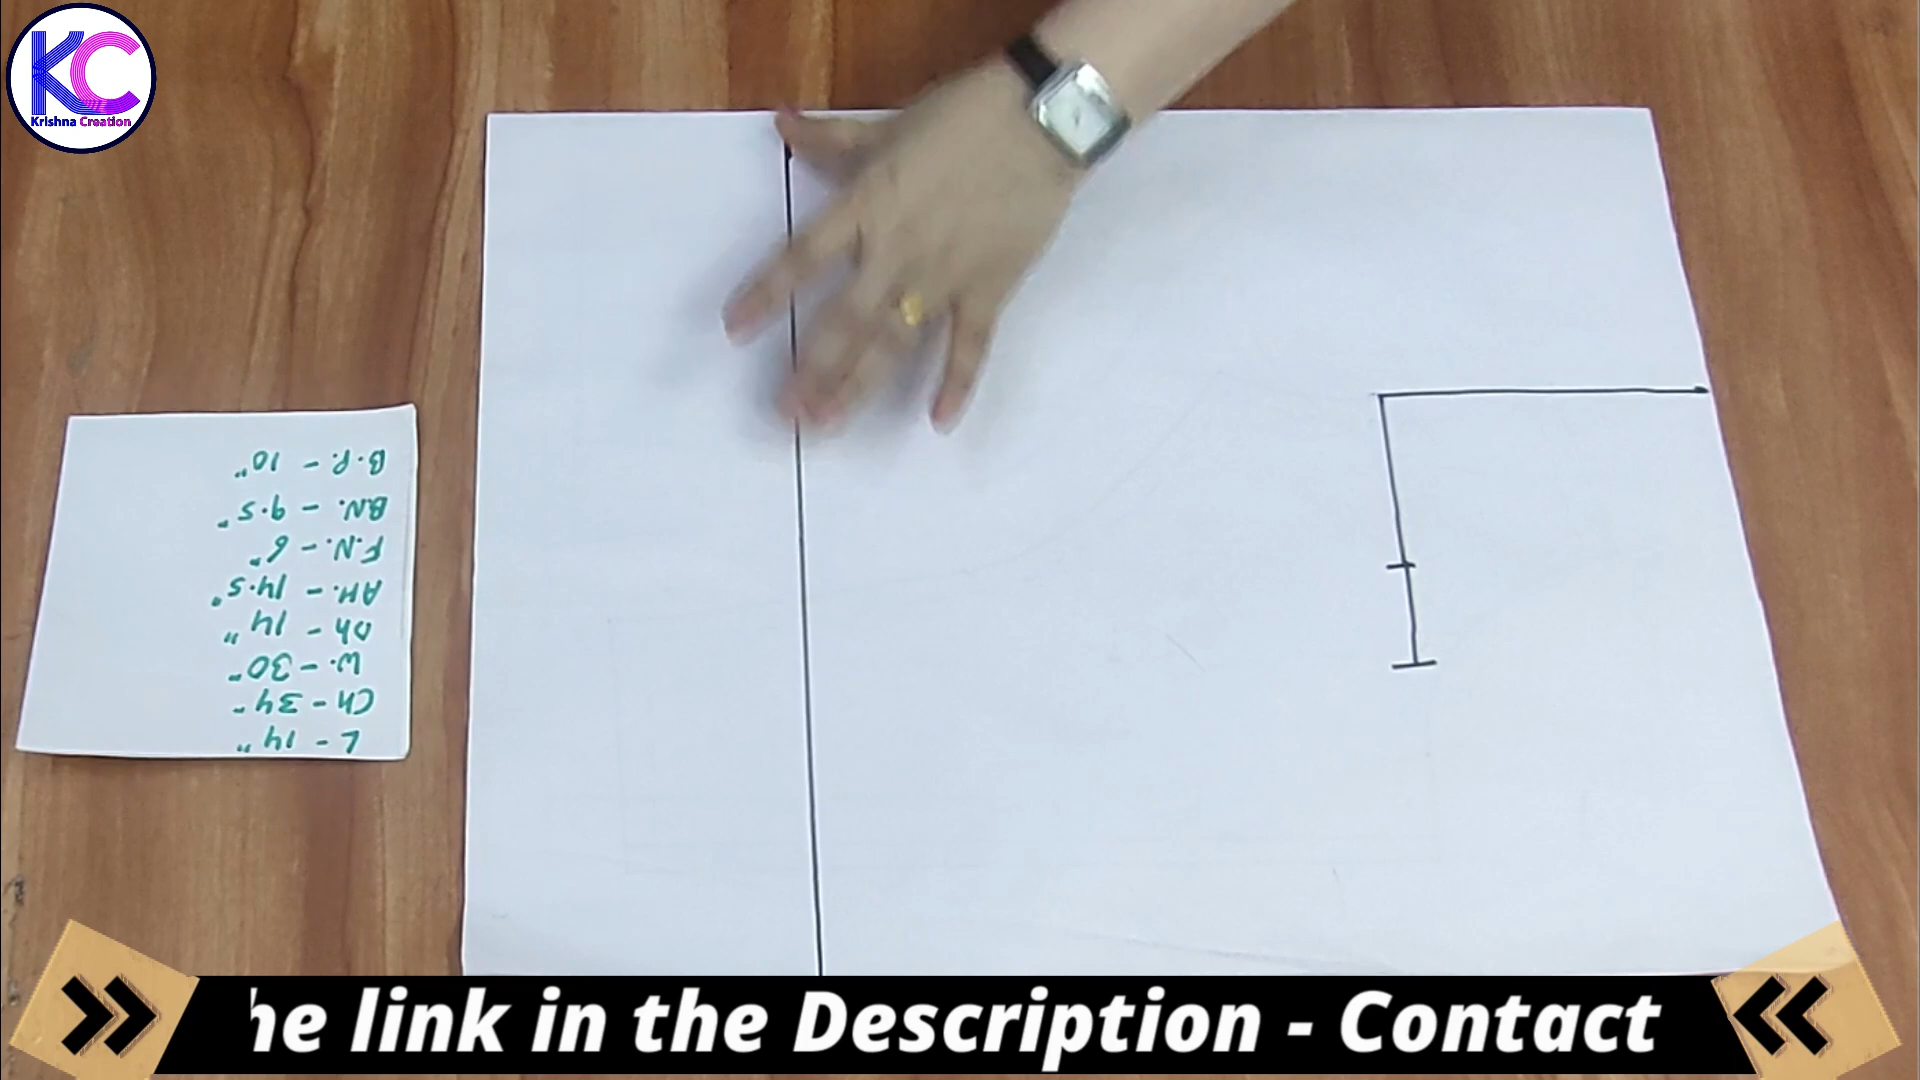 KC
Krishna Creation
L - 14"
Ch - 34"
W. - 30"
Sh - 14"
AH. - 14.5"
F.N. - 6"
B.N. - 9.5"
B.P. - 10"
he link in the Description - Contact